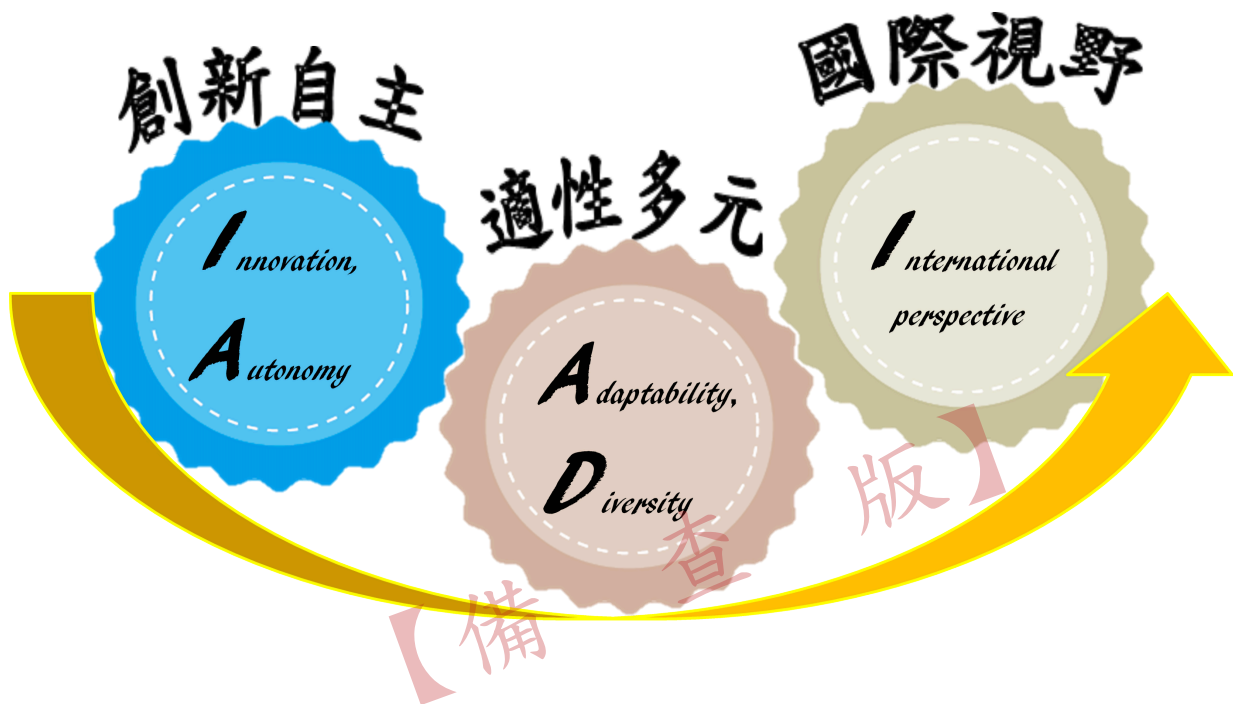 創新自主
Innovation,
Autonomy
適性多元
Adaptability,
Diversity
國際視野
International
perspective
【備查版】